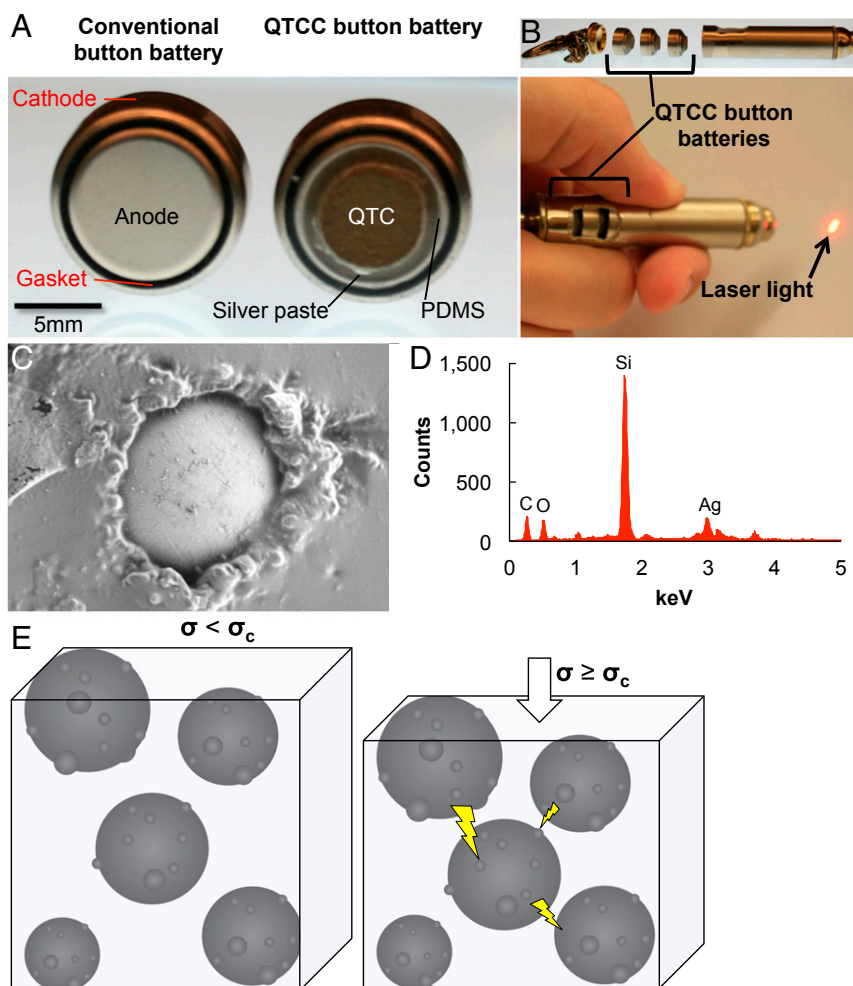 A
Conventional
button battery
QTCC button battery
Cathode
Anode
Gasket
5mm
QTC
Silver paste
PDMS
B
QTCC button
batteries
Laser light
C
D
1,500
1,000
500
0
Counts
Si
C
O
Ag
0
1
2
3
4
5
keV
E
σ < σc
σ ≥ σc